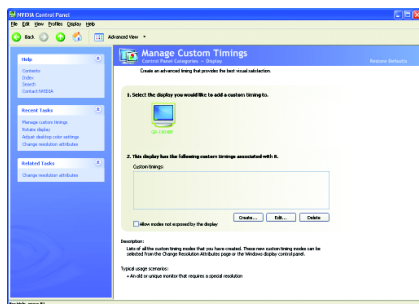 NVIDIA Control Panel
File Edit View Profiles Display Help
Back Advanced View
Help
Contents
Index
Search
Contact NVIDIA
Recent Tasks
Manage custom timings
Rotate display
Adjust desktop color settings
Change resolution attributes
Related Tasks
Change resolution attributes
Manage Custom Timings
Control Panel Categories > Display
Restore Defaults
Create an advanced timing that provides the best visual satisfaction.
1. Select the display you would like to add a custom timing to.
2. This display has the following custom timings associated with it.
Custom timings:
Create... Edit... Delete
Allow modes not exposed by the display
Description:
Lists all the custom timing modes that you have created. These new custom timing modes can be
selected from the Change Resolution Attributes page or the Windows display control panel.
Typical usage scenarios:
• An old or unique monitor that requires a special resolution
For Help, press F1